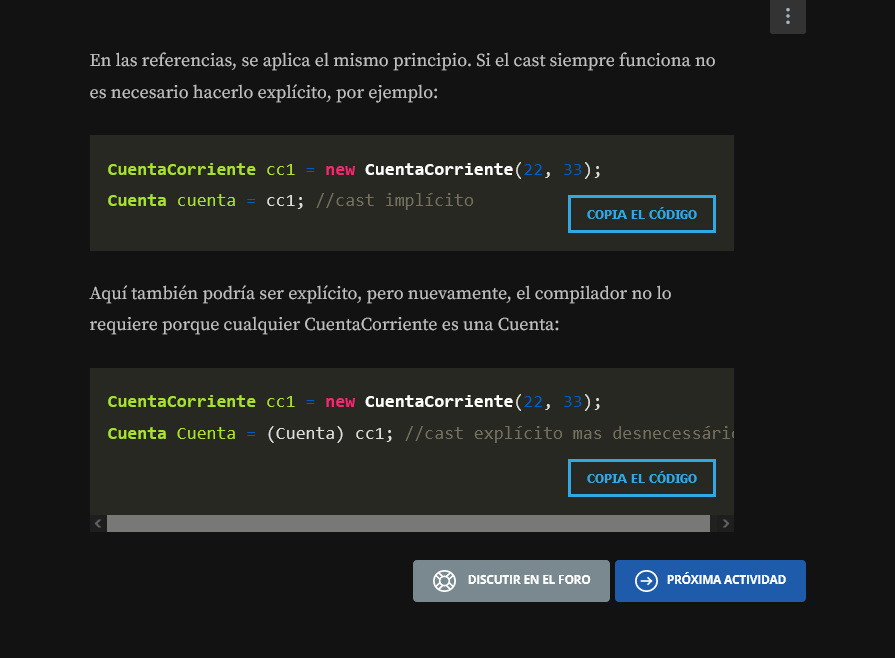 En las referencias, se aplica el mismo principio. Si el cast siempre funciona no
es necesario hacerlo explícito, por ejemplo:
CuentaCorriente cc1 = new CuentaCorriente(22, 33);
Cuenta cuenta = cc1; //cast implícito
COPIA EL CÓDIGO
Aquí también podría ser explícito, pero nuevamente, el compilador no lo
requiere porque cualquier CuentaCorriente es una Cuenta:
CuentaCorriente cc1 = new CuentaCorriente(22, 33);
Cuenta Cuenta = (Cuenta) cc1; //cast explícito mas desnecessário
COPIA EL CÓDIGO
DISCUTIR EN EL FORO
PRÓXIMA ACTIVIDAD